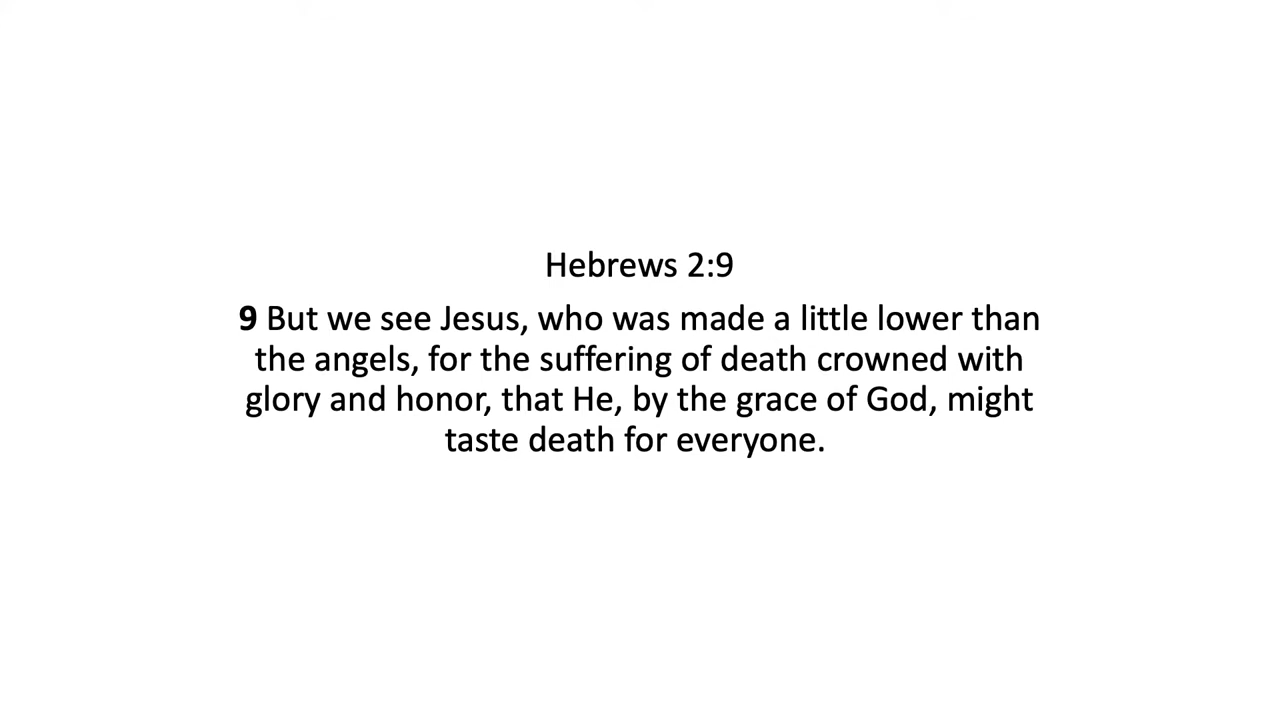 Hebrews 2:9
9 But we see Jesus, who was made a little lower than
the angels, for the suffering of death crowned with
glory and honor, that He, by the grace of God, might
taste death for everyone.